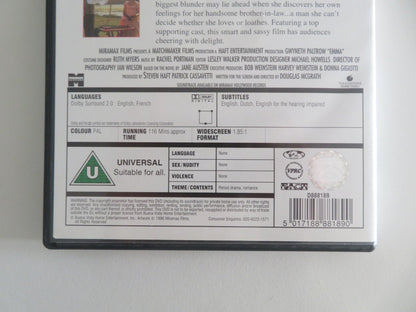 biggest blunder may lie ahead when she discovers her own
feelings for her handsome brother-in-law...a man she can't
decide whether she loves or loathes. Featuring a top
supporting cast, this smart and sassy film has audiences
cheering with delight.
MIRAMAX FILMS PRESENTS A MATCHMAKER FILMS PRODUCTION A HAFT ENTERTAINMENT PRODUCTION GWYNETH PALTROW "EMMA"
COSTUME DESIGNER RUTH MYERS MUSIC BY RACHEL PORTMAN EDITOR LESLEY WALKER PRODUCTION DESIGNER MICHAEL HOWELLS DIRECTOR OF
PHOTOGRAPHY IAN WILSON BASED ON THE NOVEL BY JANE AUSTEN EXECUTIVE PRODUCERS BOB WEINSTEIN HARVEY WEINSTEIN & DONNA GIGLIOTTI
PRODUCED BY STEVEN HAFT PATRICK CASSAVETTI WRITTEN FOR THE SCREEN AND DIRECTED BY DOUGLAS McGRATH
SOUNDTRACK AVAILABLE ON MIRAMAX HOLLYWOOD RECORDS
LANGUAGES
Dolby Surround 2.0 : English, French
SUBTITLES
English, Dutch, English for the hearing impaired
COLOUR PAL
RUNNING TIME 116 Mins approx
WIDESCREEN FORMAT 1.85:1
U
UNIVERSAL
Suitable for all.
LANGUAGE None
SEX/NUDITY None
VIOLENCE None
THEME/CONTENTS Period drama, romance.
VPRC
D888189
5 017188 881890